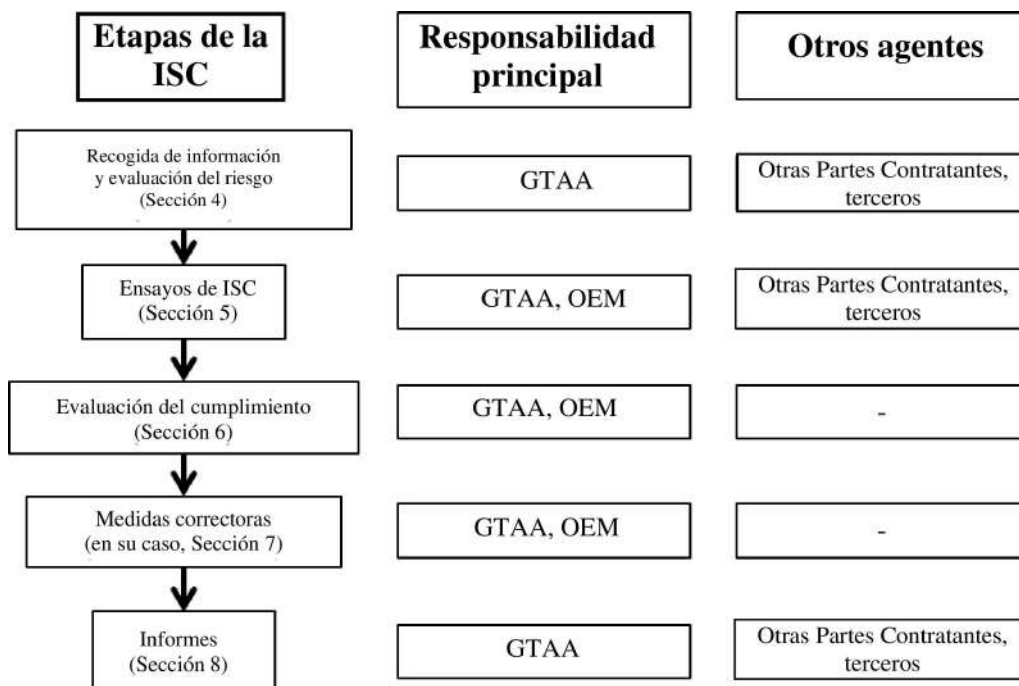 Etapas de la
ISC
Responsabilidad
principal
Otros agentes
Recogida de información
y evaluación del riesgo
(Sección 4)
GTAA
Otras Partes Contratantes,
terceros
Ensayos de ISC
(Sección 5)
GTAA, OEM
Otras Partes Contratantes,
terceros
Evaluación del cumplimiento
(Sección 6)
GTAA, OEM
-
Medidas correctoras
(en su caso, Sección 7)
GTAA, OEM
-
Informes
(Sección 8)
GTAA
Otras Partes Contratantes,
terceros